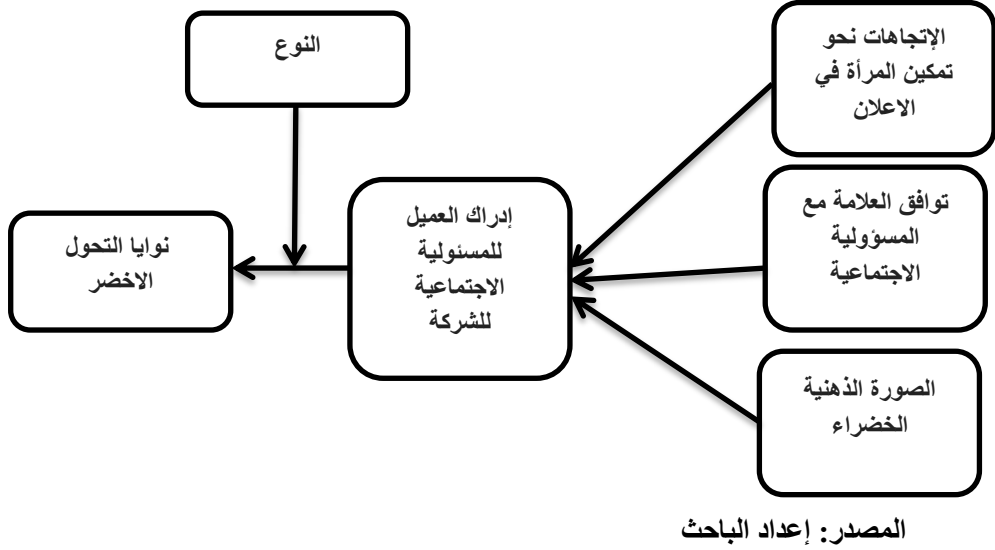 الإتجاهات نحو
تمكين المرأة في
الاعلان
توافق العلامة مع
المسؤولية
الاجتماعية
الصورة الذهنية
الخضراء
إدراك العميل
للمسئولية
الاجتماعية
للشركة
النوع
نوايا التحول
الاخضر
المصدر: إعداد الباحث